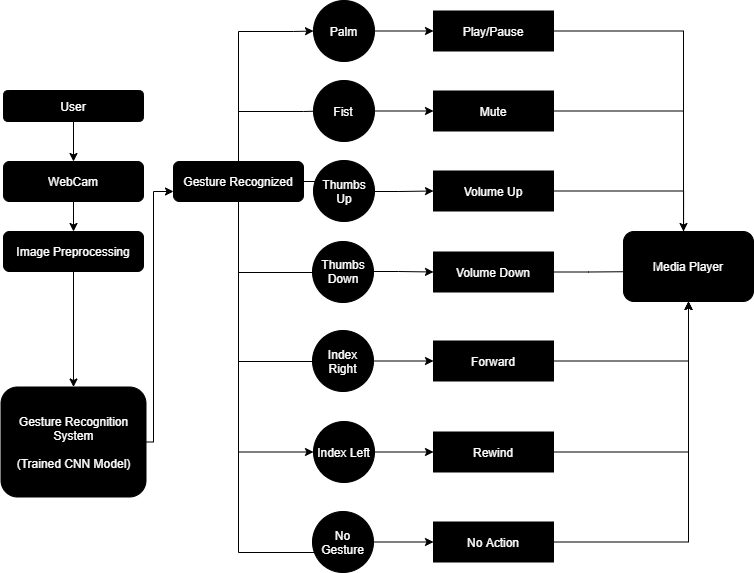 User
WebCam
Image Preprocessing
Gesture Recognition
System
(Trained CNN Model)
Gesture Recognized
Palm
Play/Pause
Fist
Mute
Thumbs
Up
Volume Up
Thumbs
Down
Volume Down
Index
Right
Forward
Index Left
Rewind
No
Gesture
No Action
Media Player